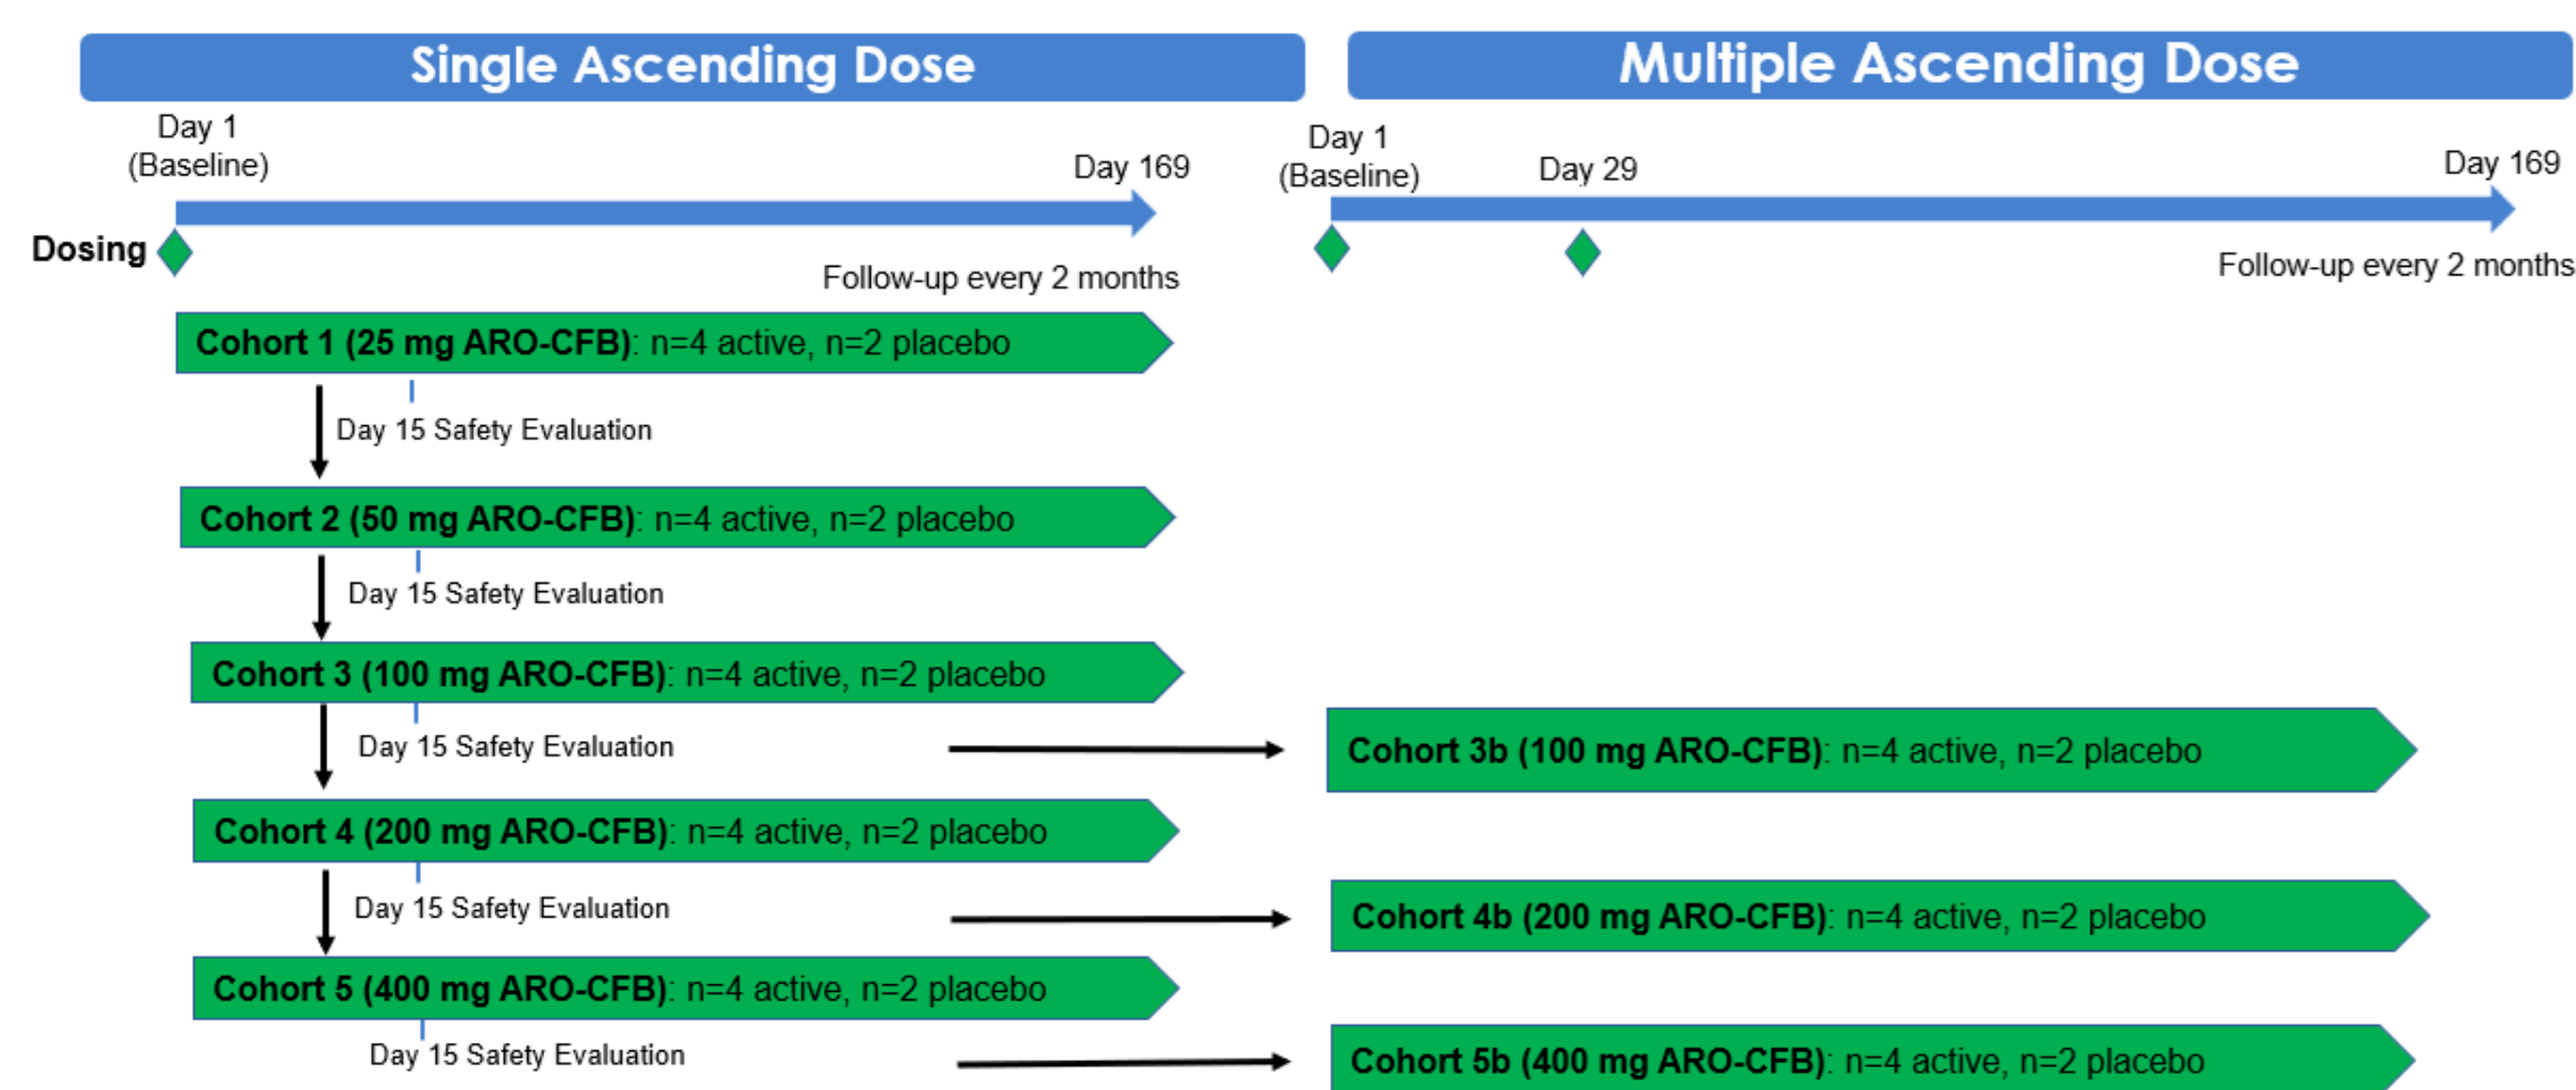 Single Ascending Dose
Multiple Ascending Dose
Day 1
(Baseline)
Day 169
Dosing
Follow-up every 2 months
Day 1
(Baseline)
Day 29
Day 169
Follow-up every 2 months
Cohort 1 (25 mg ARO-CFB): n=4 active, n=2 placebo
Day 15 Safety Evaluation
Cohort 2 (50 mg ARO-CFB): n=4 active, n=2 placebo
Day 15 Safety Evaluation
Cohort 3 (100 mg ARO-CFB): n=4 active, n=2 placebo
Day 15 Safety Evaluation
Cohort 3b (100 mg ARO-CFB): n=4 active, n=2 placebo
Cohort 4 (200 mg ARO-CFB): n=4 active, n=2 placebo
Day 15 Safety Evaluation
Cohort 4b (200 mg ARO-CFB): n=4 active, n=2 placebo
Cohort 5 (400 mg ARO-CFB): n=4 active, n=2 placebo
Day 15 Safety Evaluation
Cohort 5b (400 mg ARO-CFB): n=4 active, n=2 placebo